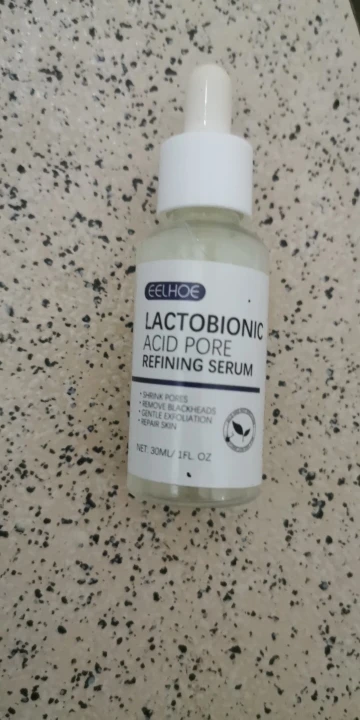 EELHOE
LACTOBIONIC
ACID PORE
REFINING SERUM
• SHRINK PORES
• REMOVE BLACKHEADS
• GENTLE EXFOLIATION
• REPAIR SKIN
NET: 30ML/ 1FL. OZ